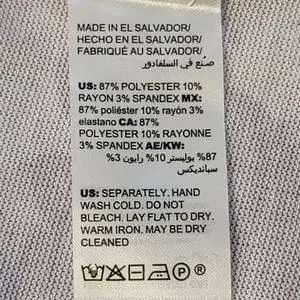 MADE IN EL SALVADOR/
HECHO EN EL SALVADOR/
FABRIQUÉ AU SALVADOR/
صنع في السلفادور
US: 87% POLYESTER 10%
RAYON 3% SPANDEX MX:
87% poliéster 10% rayón 3%
elastano CA: 87%
POLYESTER 10% RAYONNE
3% SPANDEX AE/KW:
87% بوليستر 10% رايون 3%
سبانديكس
US: SEPARATELY. HAND
WASH COLD. DO NOT
BLEACH. LAY FLAT TO DRY.
WARM IRON. MAY BE DRY
CLEANED
P ®